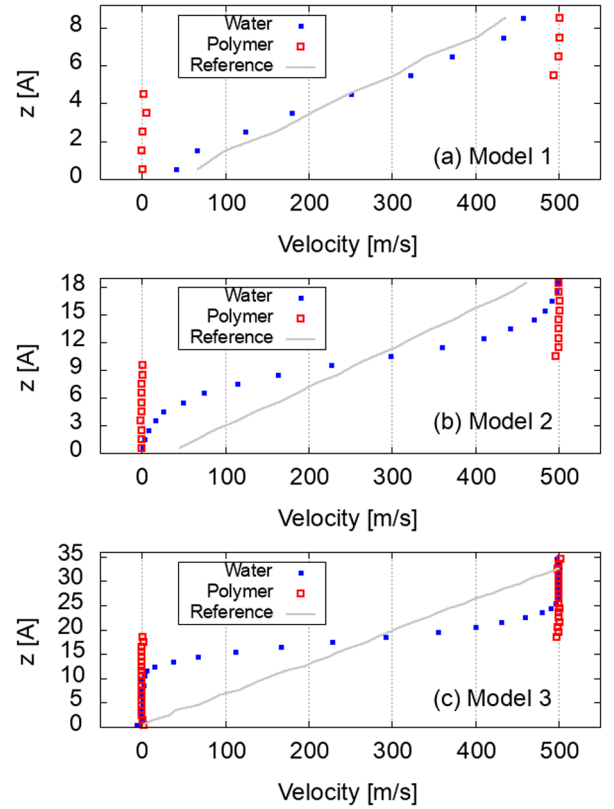 8
6
4
2
0
z [A]
Water
Polymer
Reference
(a) Model 1
0 100 200 300 400 500
Velocity [m/s]
18
15
12
9
6
3
0
z [A]
Water
Polymer
Reference
(b) Model 2
0 100 200 300 400 500
Velocity [m/s]
35
30
25
20
15
10
5
0
z [A]
Water
Polymer
Reference
(c) Model 3
0 100 200 300 400 500
Velocity [m/s]